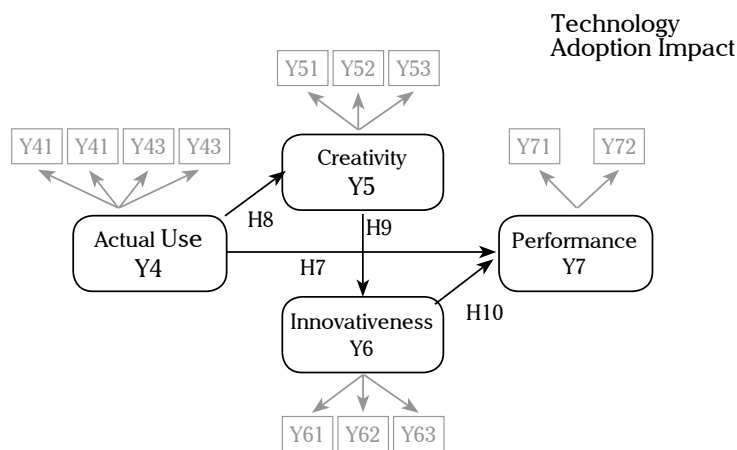 Technology
Adoption Impact
Y51 Y52 Y53
Y41 Y41 Y43 Y43
Y71 Y72
Creativity
Y5
H8
H9
Actual Use
Y4
H7
Performance
Y7
Innovativeness
Y6
H10
Y61 Y62 Y63